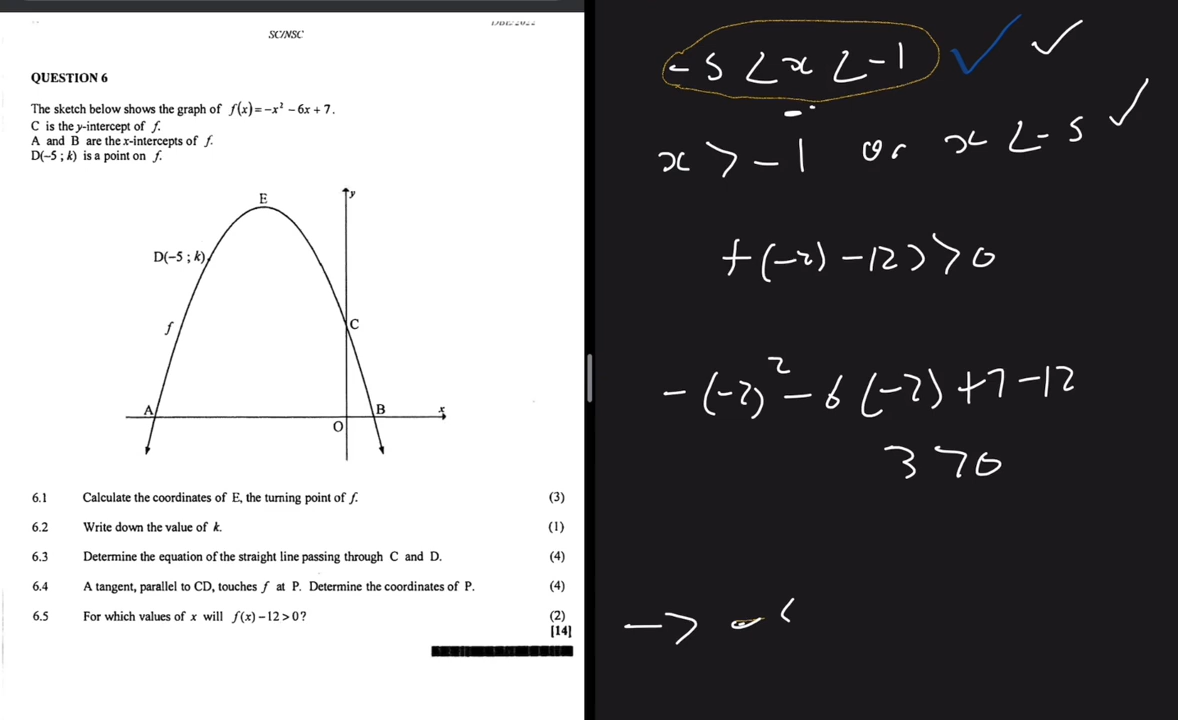 SC/NSC
QUESTION 6
The sketch below shows the graph of f(x) = -x² - 6x + 7.
C is the y-intercept of f.
A and B are the x-intercepts of f.
D(-5 ; k) is a point on f.
E
y
D(-5 ; k)
f
C
A
B
x
O
6.1 Calculate the coordinates of E, the turning point of f. (3)
6.2 Write down the value of k. (1)
6.3 Determine the equation of the straight line passing through C and D. (4)
6.4 A tangent, parallel to CD, touches f at P. Determine the coordinates of P. (4)
6.5 For which values of x will f(x) - 12 > 0? (2)
[14]
-5 < x < -1
x > -1 or x < -5
f(-2) - 12 > 0
-(-2)² - 6(-2) + 7 - 12
3 > 0